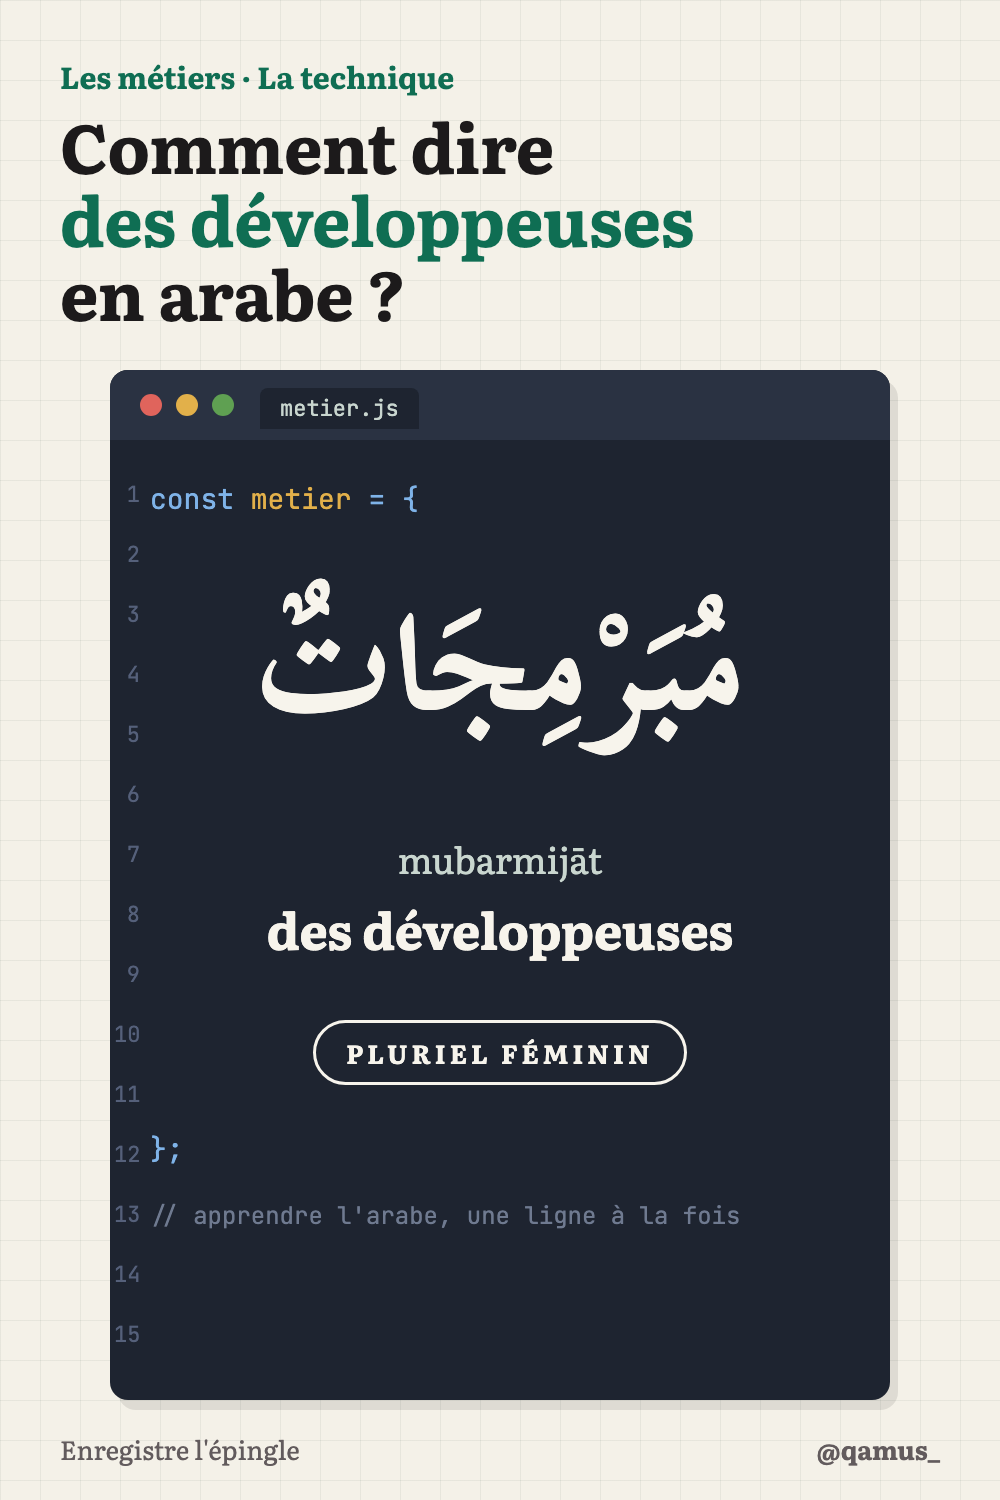 Les métiers · La technique
Comment dire
des développeuses
en arabe ?
metier.js
1 const metier = {
2
3
مُبَرْمِجَاتٌ
4
5
6
7
mubarmijāt
8
des développeuses
9
10
PLURIEL FÉMININ
11
12 };
13 // apprendre l'arabe, une ligne à la fois
14
15
Enregistre l'épingle
@qamus_